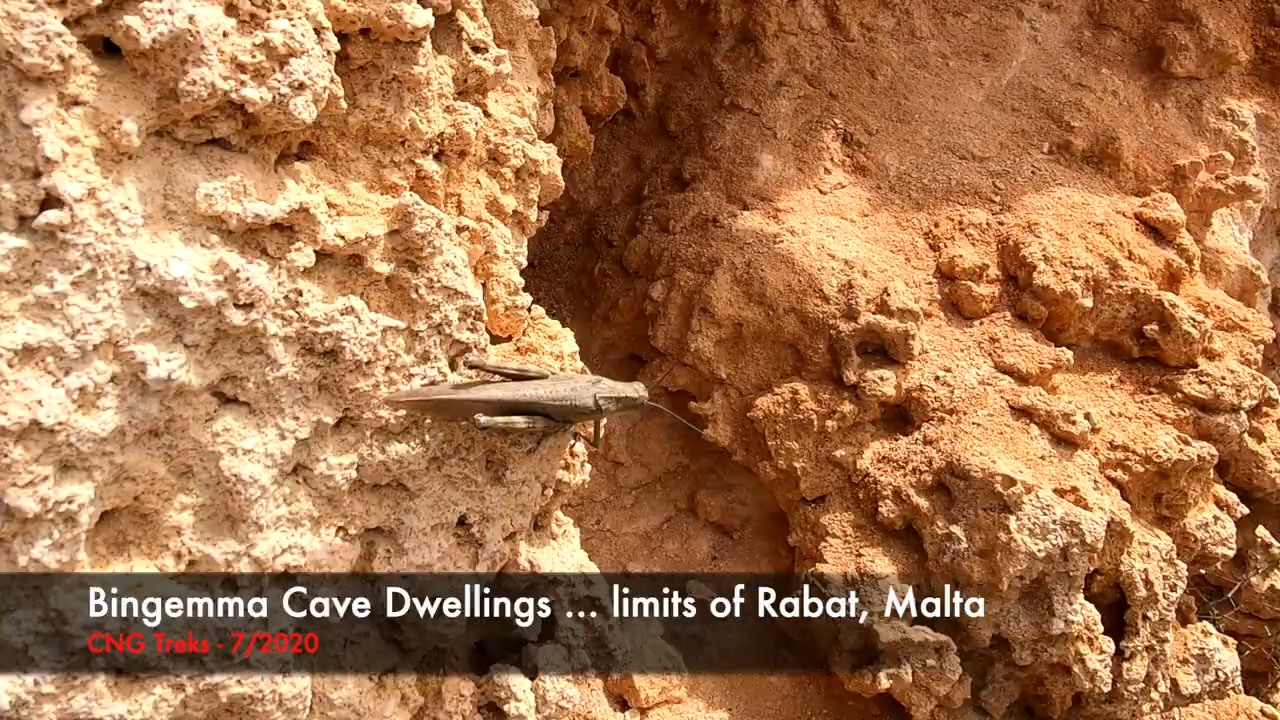 Bingemma Cave Dwellings ... limits of Rabat, Malta
CNG Treks - 7/2020